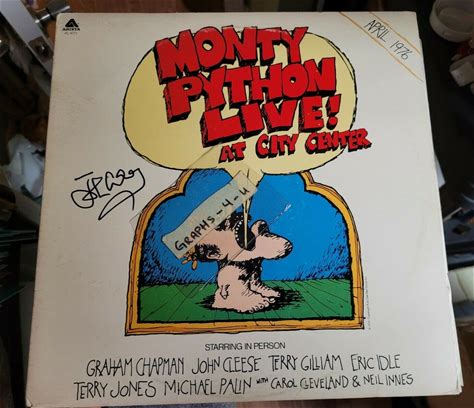 ARISTA
APRIL 1976
MONTY
PYTHON
LIVE!
AT CITY CENTER
GRAPHS-4-U
STARRING IN PERSON
GRAHAM CHAPMAN JOHN CLEESE TERRY GILLIAM ERIC IDLE
TERRY JONES MICHAEL PALIN WITH CAROL CLEVELAND & NEIL INNES